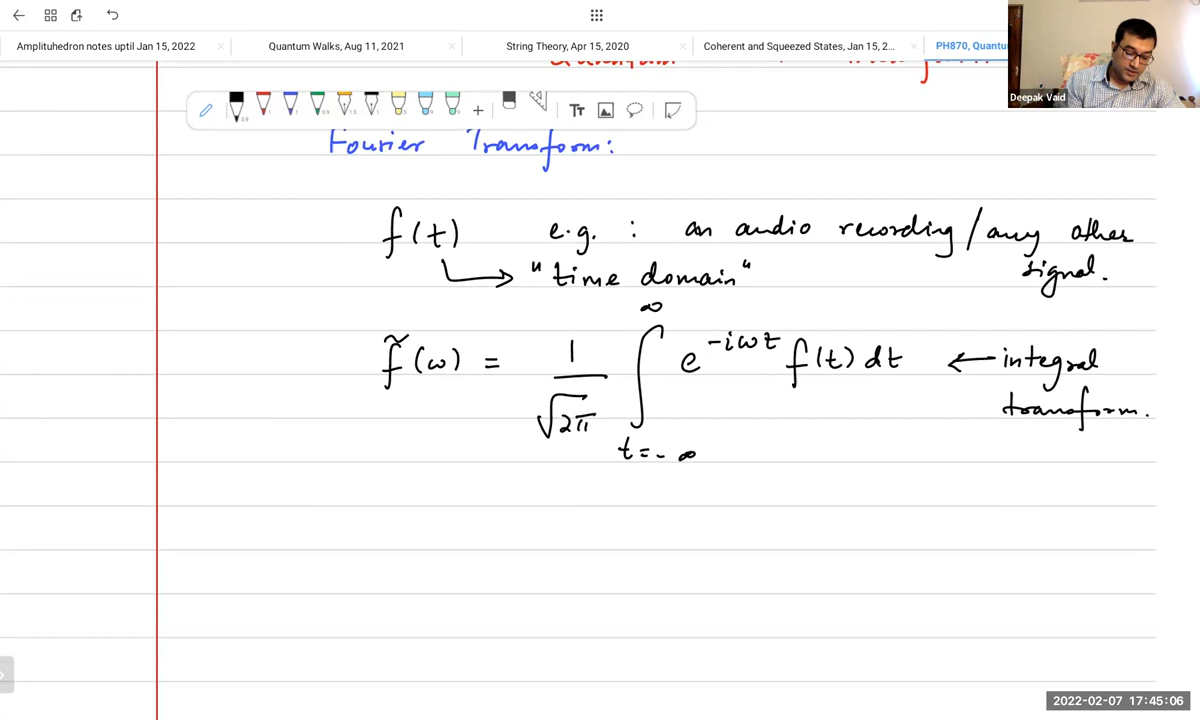 Amplituhedron notes uptil Jan 15, 2022 Quantum Walks, Aug 11, 2021 String Theory, Apr 15, 2020 Coherent and Squeezed States, Jan 15, 2... PH870, Quantu
Deepak Vaid
Fourier Transform:
f(t) e.g. : an audio recording/any other signal.
"time domain"
f̃(ω) = 1/√2π ∫_{t=-∞}^{∞} e^{-iωt} f(t) dt ← integral transform.
2022-02-07 17:45:06